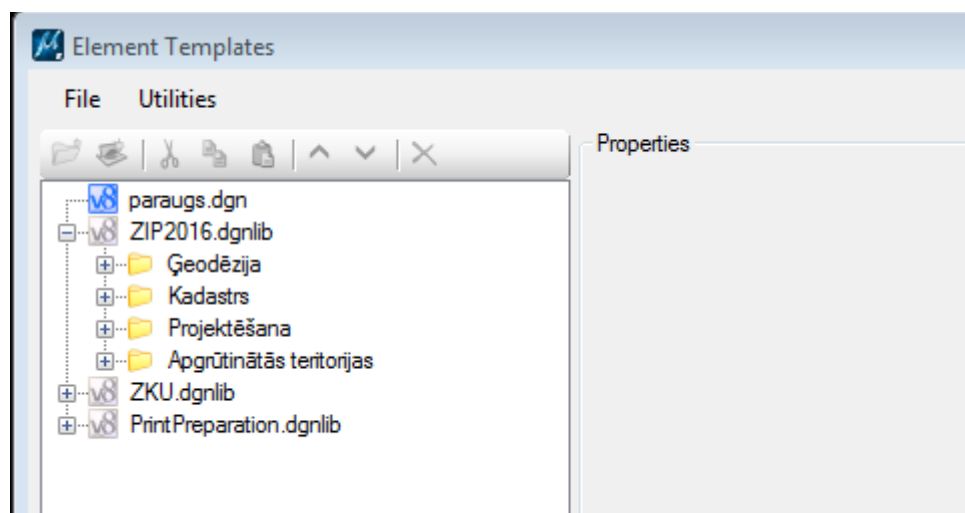 Element Templates
File Utilities
Properties
paraugs.dgn
ZIP2016.dgnlib
Ģeodēzija
Kadastrs
Projektēšana
Apgrūtinātās teritorijas
ZKU.dgnlib
PrintPreparation.dgnlib